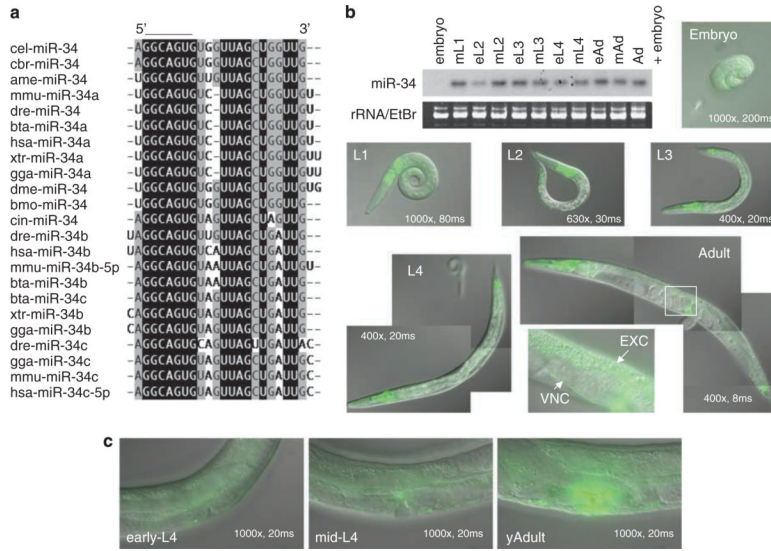 a
5' 3'
cel-miR-34 -AGGCAGUGUGGUUAGCUGGUUG--
cbr-miR-34 -AGGCAGUGUGGUUAGCUGGUUG--
ame-miR-34 -UGGCAGUGUUGUUAGCUGGUUG--
mmu-miR-34a -UGGCAGUGUC-UUAGCUGGUUGU-
dre-miR-34 -UGGCAGUGUC-UUAGCUGGUUGU-
bta-miR-34a -UGGCAGUGUC-UUAGCUGGUUGU-
hsa-miR-34a -UGGCAGUGUC-UUAGCUGGUUGU-
xtr-miR-34a -UGGCAGUGUC-UUAGCUGGUUGUU
gga-miR-34a -UGGCAGUGUC-UUAGCUGGUUGUU
dme-miR-34 -UGGCAGUGUGGUUAGCUGGUUGUG
bmo-miR-34 -UGGCAGUGUGGUUAGCUGGUUG--
cin-miR-34 -AGGCAGUGUAGUUAGCUAGUUG--
dre-miR-34b UAGGCAGUGUUGUUAGCUGAUUG--
hsa-miR-34b UAGGCAGUGUCAUUAGCUGAUUG--
mmu-miR-34b-5p -AGGCAGUGUAAUUAGCUGAUUGU-
bta-miR-34b -AGGCAGUGUAAUUAGCUGAUUG--
bta-miR-34c -AGGCAGUGUAGUUAGCUGAUUG--
xtr-miR-34b CAGGCAGUGUAGUUAGCUGAUUG--
gga-miR-34b CAGGCAGUGUAGUUAGCUGAUUG--
dre-miR-34c -AGGCAGUGCAGUUAGUUGAUUAC-
gga-miR-34c -AGGCAGUGUAGUUAGCUGAUUGC-
mmu-miR-34c -AGGCAGUGUAGUUAGCUGAUUGC-
hsa-miR-34c-5p -AGGCAGUGUAGUUAGCUGAUUGC-
b
embryo
mL1
eL2
mL2
eL3
mL3
eL4
mL4
eAd
mAd
Ad
+ embryo
miR-34
rRNA/EtBr
Embryo
1000x, 200ms
L1
1000x, 80ms
L2
630x, 30ms
L3
400x, 20ms
L4
400x, 20ms
Adult
EXC
VNC
400x, 8ms
c
early-L4
1000x, 20ms
mid-L4
1000x, 20ms
yAdult
1000x, 20ms